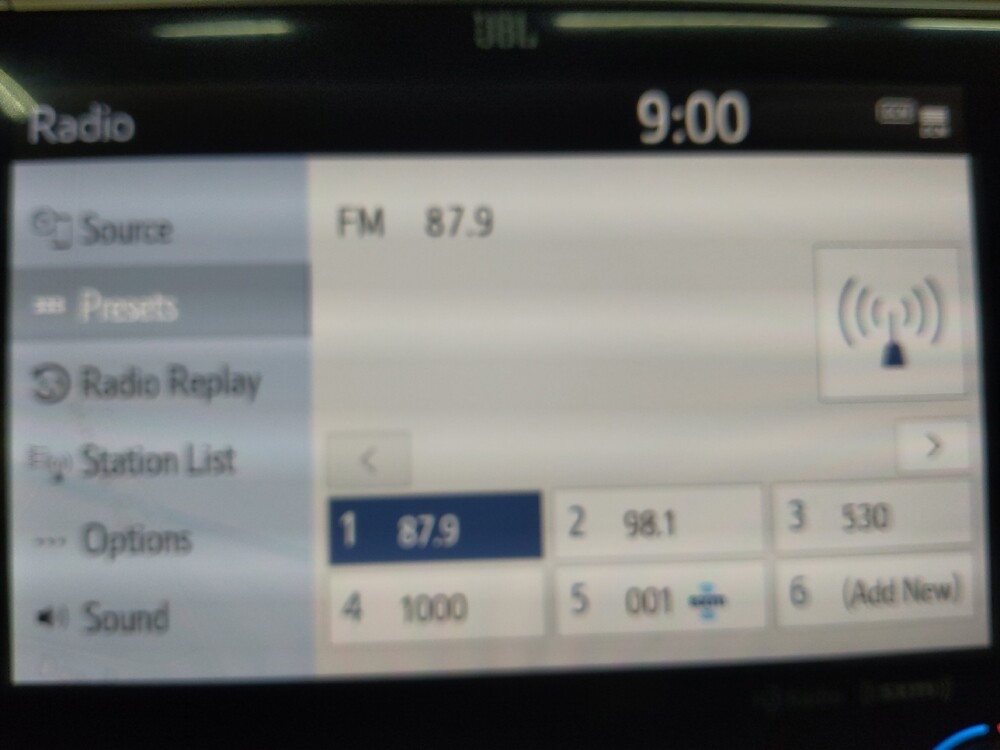 JBL
Radio 9:00
Source
Presets
Radio Replay
Station List
Options
Sound
FM 87.9
<
>
1 87.9
2 98.1
3 530
4 1000
5 001
6 (Add New)